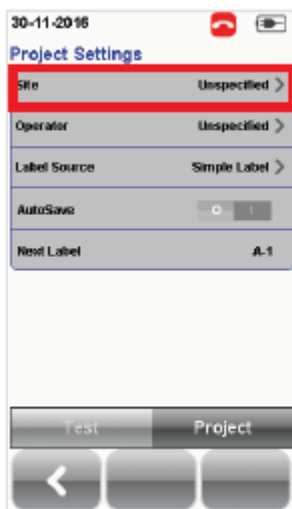 30-11-2016
Project Settings
Site Unspecified >
Operator Unspecified >
Label Source Simple Label >
AutoSave O I
Next Label A-1
Test Project